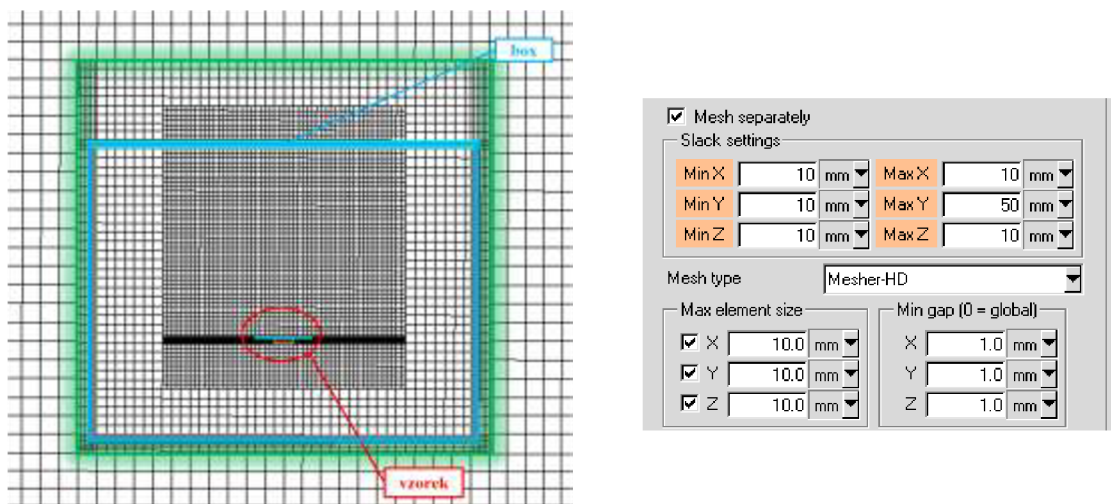 box
vzorek
Mesh separately
Slack settings
Min X 10 mm Max X 10 mm
Min Y 10 mm Max Y 50 mm
Min Z 10 mm Max Z 10 mm
Mesh type Mesher-HD
Max element size Min gap (0 = global)
X 10.0 mm X 1.0 mm
Y 10.0 mm Y 1.0 mm
Z 10.0 mm Z 1.0 mm